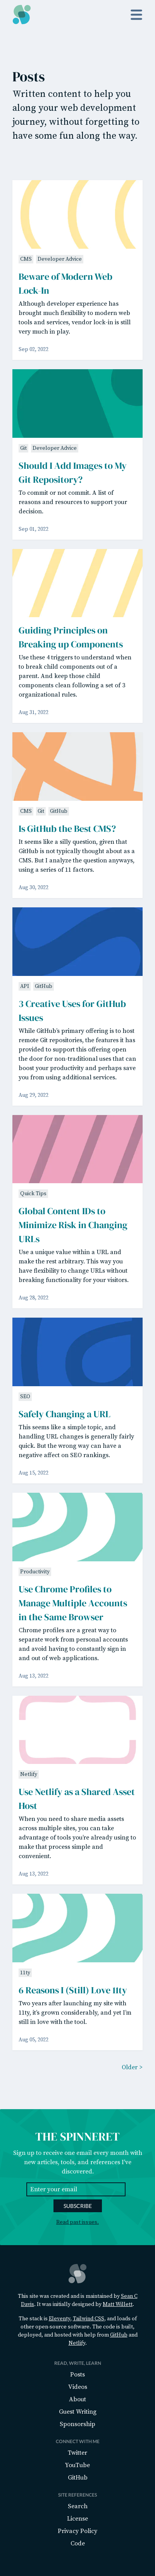 Posts
Written content to help you
along your web development
journey, without forgetting to
have some fun along the way.
CMS Developer Advice
Beware of Modern Web
Lock-In
Although developer experience has
brought much flexibility to modern web
tools and services, vendor lock-in is still
very much in play.
Sep 02, 2022
Git Developer Advice
Should I Add Images to My
Git Repository?
To commit or not commit. A list of
reasons and resources to support your
decision.
Sep 01, 2022
Guiding Principles on
Breaking up Components
Use these 4 triggers to understand when
to break child components out of a
parent. And keep those child
components clean following a set of 3
organizational rules.
Aug 31, 2022
CMS Git GitHub
Is GitHub the Best CMS?
It seems like a silly question, given that
GitHub is not typically thought about as a
CMS. But I analyze the question anyways,
using a series of 11 factors.
Aug 30, 2022
API GitHub
3 Creative Uses for GitHub
Issues
While GitHub's primary offering is to host
remote Git repositories, the features it has
provided to support this offering open
the door for non-traditional uses that can
boost your productivity and perhaps save
you from using additional services.
Aug 29, 2022
Quick Tips
Global Content IDs to
Minimize Risk in Changing
URLs
Use a unique value within a URL and
make the rest arbitrary. This way you
have flexibility to change URLs without
breaking functionality for your visitors.
Aug 28, 2022
SEO
Safely Changing a URL
This seems like a simple topic, and
handling URL changes is generally fairly
quick. But the wrong way can have a
negative affect on SEO rankings.
Aug 15, 2022
Productivity
Use Chrome Profiles to
Manage Multiple Accounts
in the Same Browser
Chrome profiles are a great way to
separate work from personal accounts
and avoid having to constantly sign in
and out of web applications.
Aug 13, 2022
Netlify
Use Netlify as a Shared Asset
Host
When you need to share media assets
across multiple sites, you can take
advantage of tools you're already using to
make that process simple and
convenient.
Aug 13, 2022
11ty
6 Reasons I (Still) Love 11ty
Two years after launching my site with
11ty, it's grown considerably, and yet I'm
still in love with the tool.
Aug 05, 2022
Older >
THE SPINNERET
Sign up to receive one email every month with
new articles, tools, and references I've
discovered.
Enter your email
SUBSCRIBE
Read past issues.
This site was created and is maintained by Sean C
Davis. It was initially designed by Matt Willett.
The stack is Eleventy, Tailwind CSS, and loads of
other open source software. The code is built,
deployed, and hosted with help from GitHub and
Netlify.
READ, WRITE, LEARN
Posts
Videos
About
Guest Writing
Sponsorship
CONNECT WITH ME
Twitter
YouTube
GitHub
SITE REFERENCES
Search
License
Privacy Policy
Code